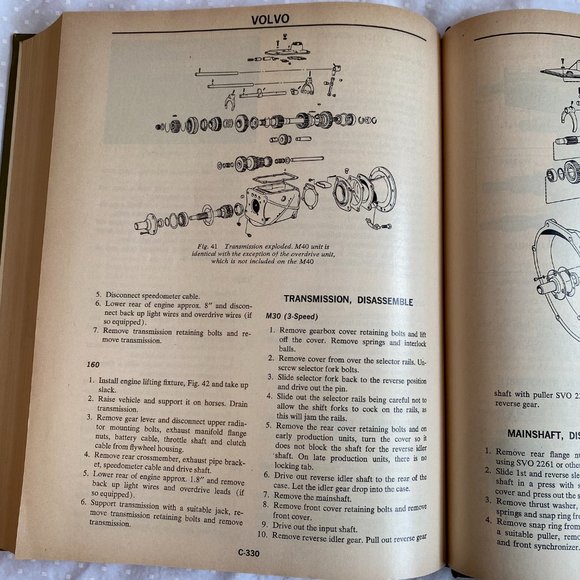 VOLVO
Fig. 41 Transmission exploded. M40 unit is
identical with the exception of the overdrive unit,
which is not included on the M40
5. Disconnect speedometer cable.
6. Lower rear of engine approx. 8" and discon-
nect back up light wires and overdrive wires (if
so equipped).
7. Remove transmission retaining bolts and re-
move transmission.
160
1. Install engine lifting fixture, Fig. 42 and take up
slack.
2. Raise vehicle and support it on horses. Drain
transmission.
3. Remove gear lever and disconnect upper radia-
tor mounting bolts, exhaust manifold flange
nuts, battery cable, throttle shaft and clutch
cable from flywheel housing.
4. Remove rear crossmember, exhaust pipe brack-
et, speedometer cable and drive shaft.
5. Lower rear of engine approx. 1.8" and remove
back up light wires and overdrive leads (if
so equipped).
6. Support transmission with a suitable jack, re-
move transmission retaining bolts and remove
transmission.
TRANSMISSION, DISASSEMBLE
M30 (3-Speed)
1. Remove gearbox cover retaining bolts and lift
off the cover. Remove springs and interlock
balls.
2. Remove cover from over the selector rails. Un-
screw selector fork bolts.
3. Slide selector fork back to the reverse position
and drive out the pin.
4. Slide out the selector rails being careful not to
allow the shift forks to cock on the rails, as
this will jam the rails.
5. Remove the rear cover retaining bolts and on
early production units, turn the cover so it
does not block the shaft for the reverse idler
shaft. On late production units, there is no
locking tab.
6. Drive out reverse idler shaft to the rear of the
case. Let the idler gear drop into the case.
7. Remove the mainshaft.
8. Remove front cover retaining bolts and remove
front cover.
9. Drive out the input shaft.
10. Remove reverse idler gear. Pull out reverse gear
C-330
shaft with puller SVO 22
reverse gear.
MAINSHAFT, DIS
1. Remove rear flange nu
using SVO 2261 or othe
2. Slide 1st and reverse sle
shaft in a press with s
cover and press out the s
3. Remove thrust washer,
springs and snap ring from
4. Remove snap ring from
a suitable puller, remo
and front synchronizer.